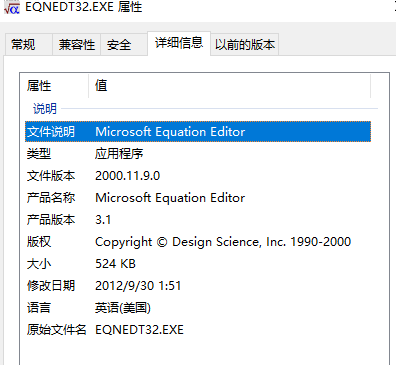 EQNEDT32.EXE 属性
常规 兼容性 安全 详细信息 以前的版本
属性 值
说明
文件说明 Microsoft Equation Editor
类型 应用程序
文件版本 2000.11.9.0
产品名称 Microsoft Equation Editor
产品版本 3.1
版权 Copyright © Design Science, Inc. 1990-2000
大小 524 KB
修改日期 2012/9/30 1:51
语言 英语(美国)
原始文件名 EQNEDT32.EXE